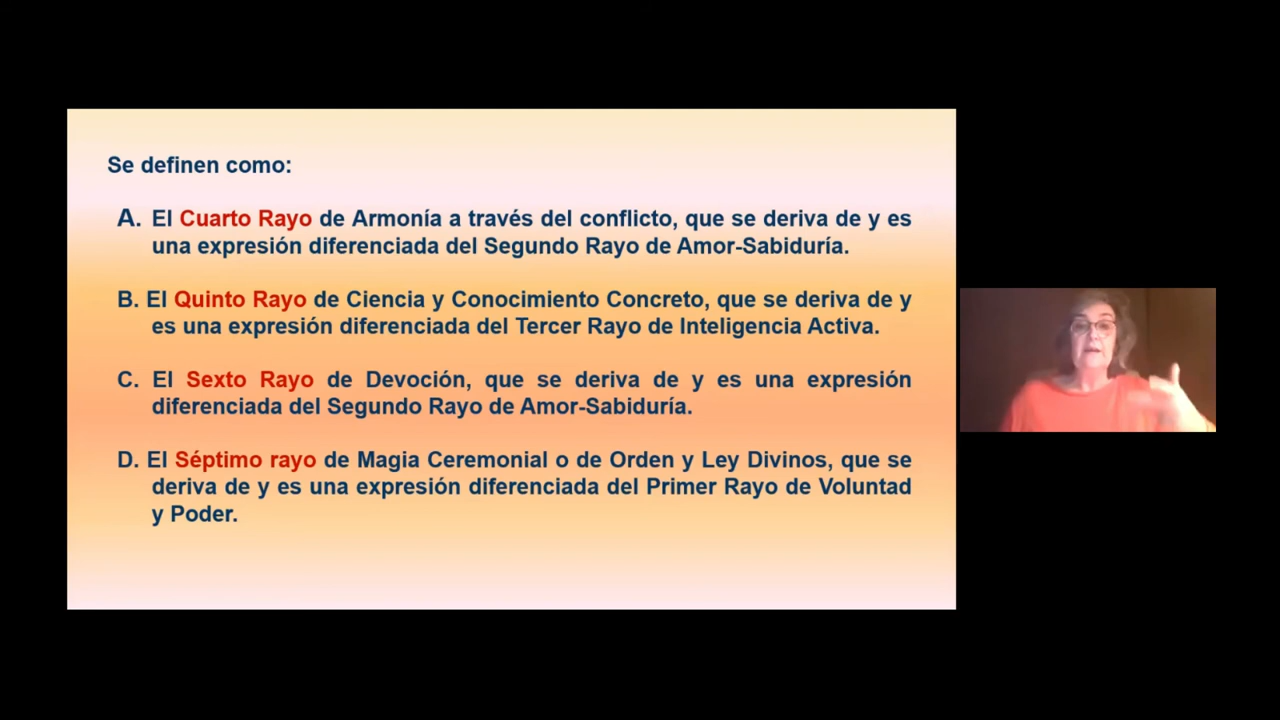 Se definen como:
A. El Cuarto Rayo de Armonía a través del conflicto, que se deriva de y es
una expresión diferenciada del Segundo Rayo de Amor-Sabiduría.
B. El Quinto Rayo de Ciencia y Conocimiento Concreto, que se deriva de y
es una expresión diferenciada del Tercer Rayo de Inteligencia Activa.
C. El Sexto Rayo de Devoción, que se deriva de y es una expresión
diferenciada del Segundo Rayo de Amor-Sabiduría.
D. El Séptimo rayo de Magia Ceremonial o de Orden y Ley Divinos, que se
deriva de y es una expresión diferenciada del Primer Rayo de Voluntad
y Poder.